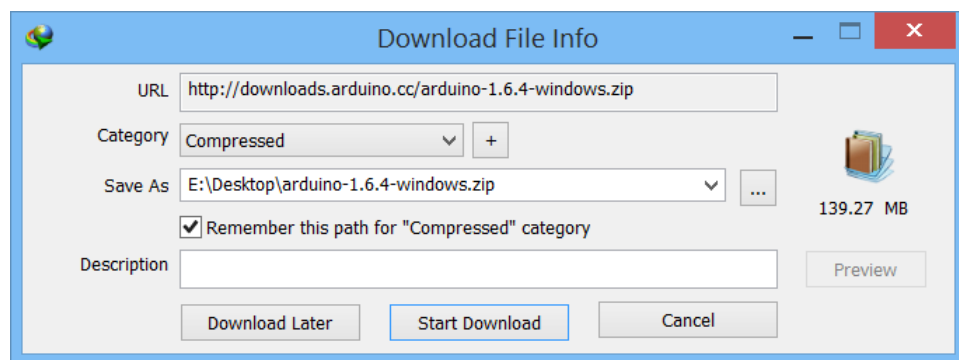 Download File Info
URL http://downloads.arduino.cc/arduino-1.6.4-windows.zip
Category Compressed +
Save As E:\Desktop\arduino-1.6.4-windows.zip ...
139.27 MB
Remember this path for "Compressed" category
Description
Preview
Download Later Start Download Cancel